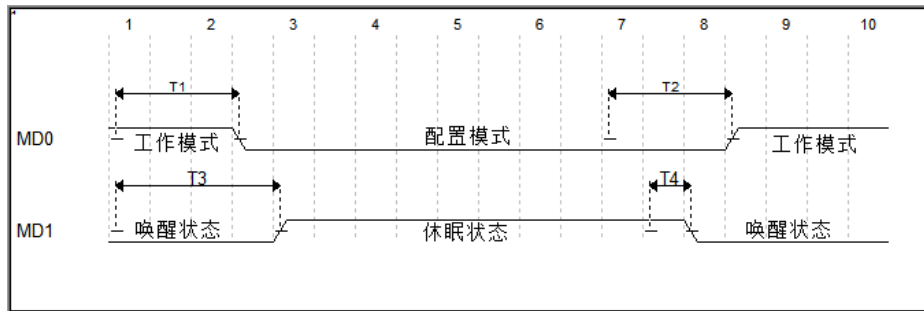 1 2 3 4 5 6 7 8 9 10
T1 T2
MD0 工作模式 配置模式 工作模式
T3 T4
MD1 唤醒状态 休眠状态 唤醒状态